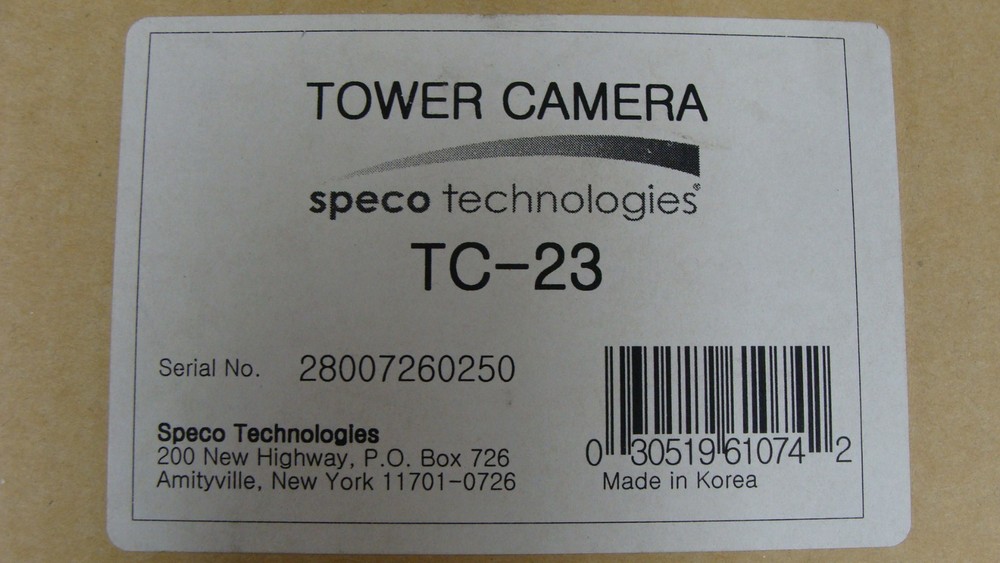 TOWER CAMERA
speco technologies®
TC-23
Serial No. 28007260250
Speco Technologies
200 New Highway, P.O. Box 726
Amityville, New York 11701-0726
0 30519 61074 2
Made in Korea